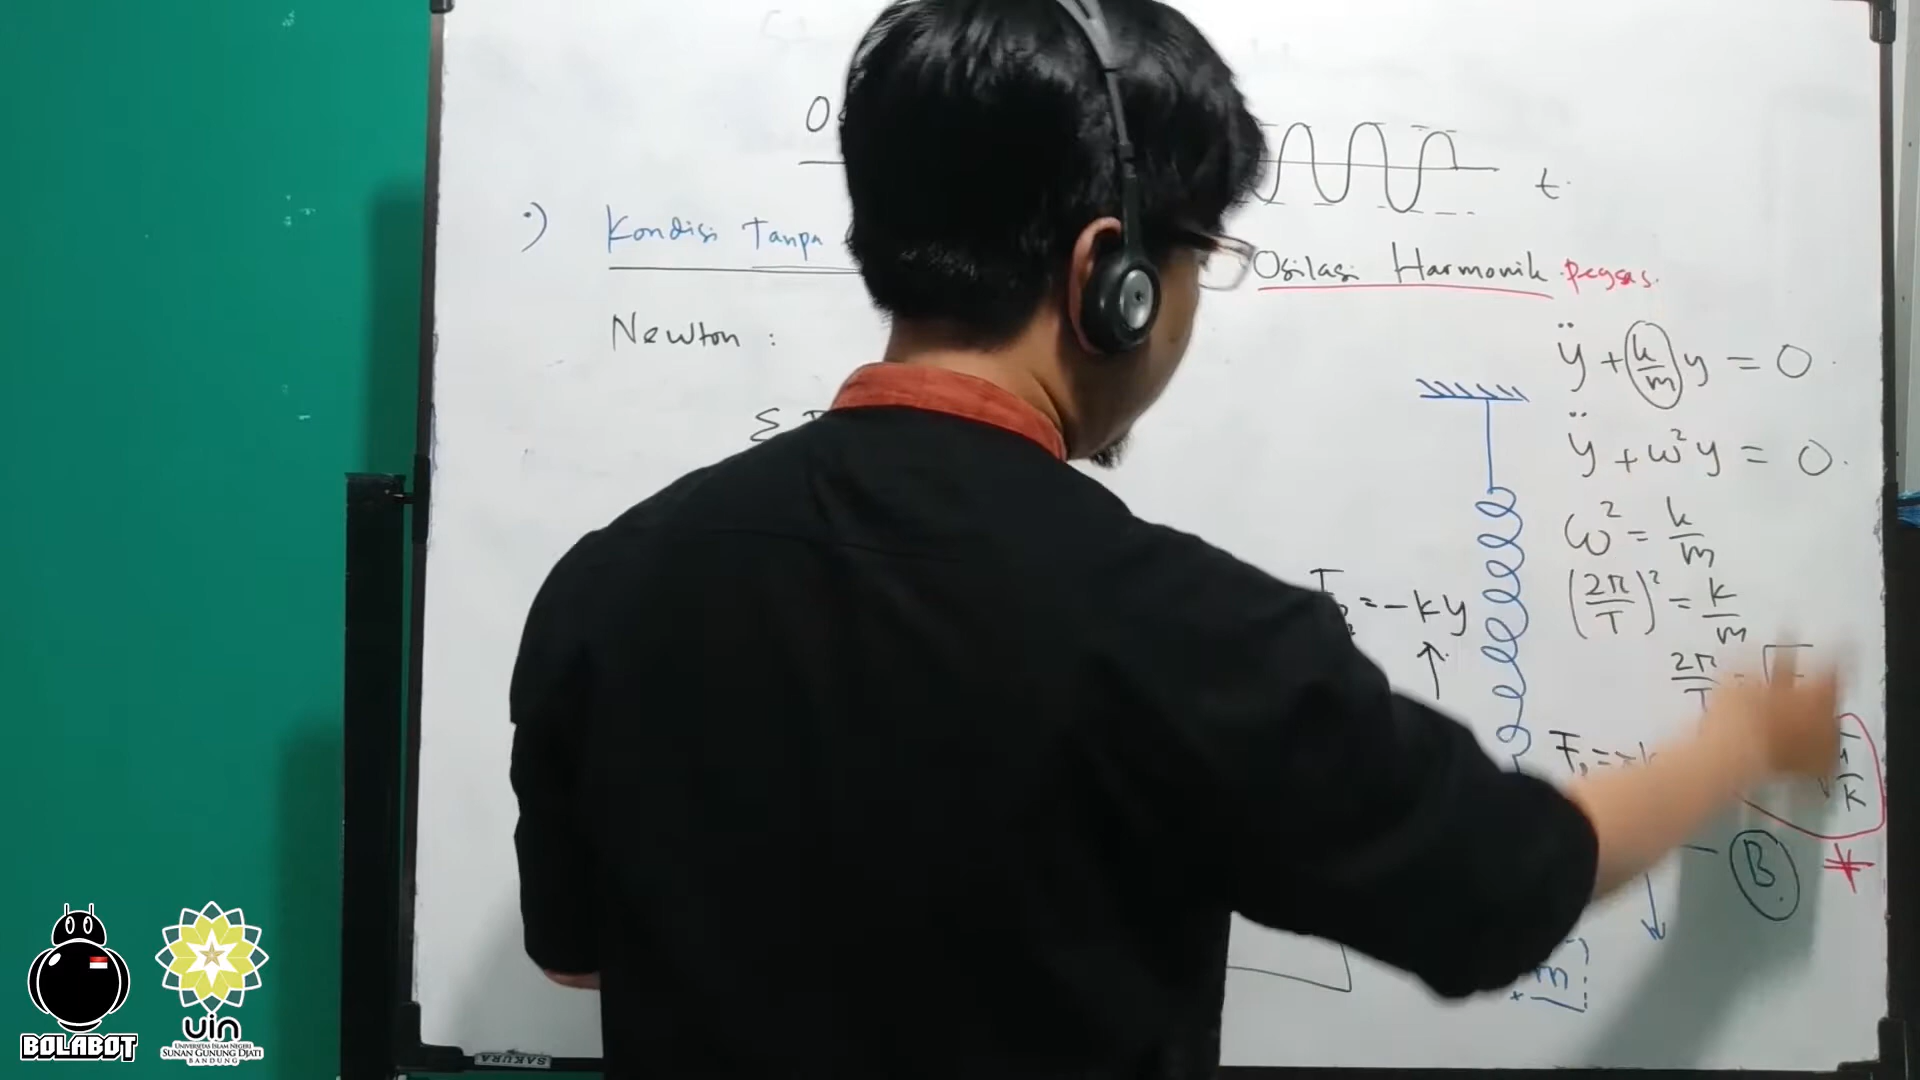 t.
•) Kondisi Tanpa
Osilasi Harmonik pegas.
Newton :
ÿ + k/m y = 0
Σ
ÿ + ω²y = 0.
ω² = k/m
(2π/T)² = k/m
= -ky
2π/T =
k
B
m
BOLABOT
uin
UNIVERSITAS ISLAM NEGERI
SUNAN GUNUNG DJATI
BANDUNG
SAKURA